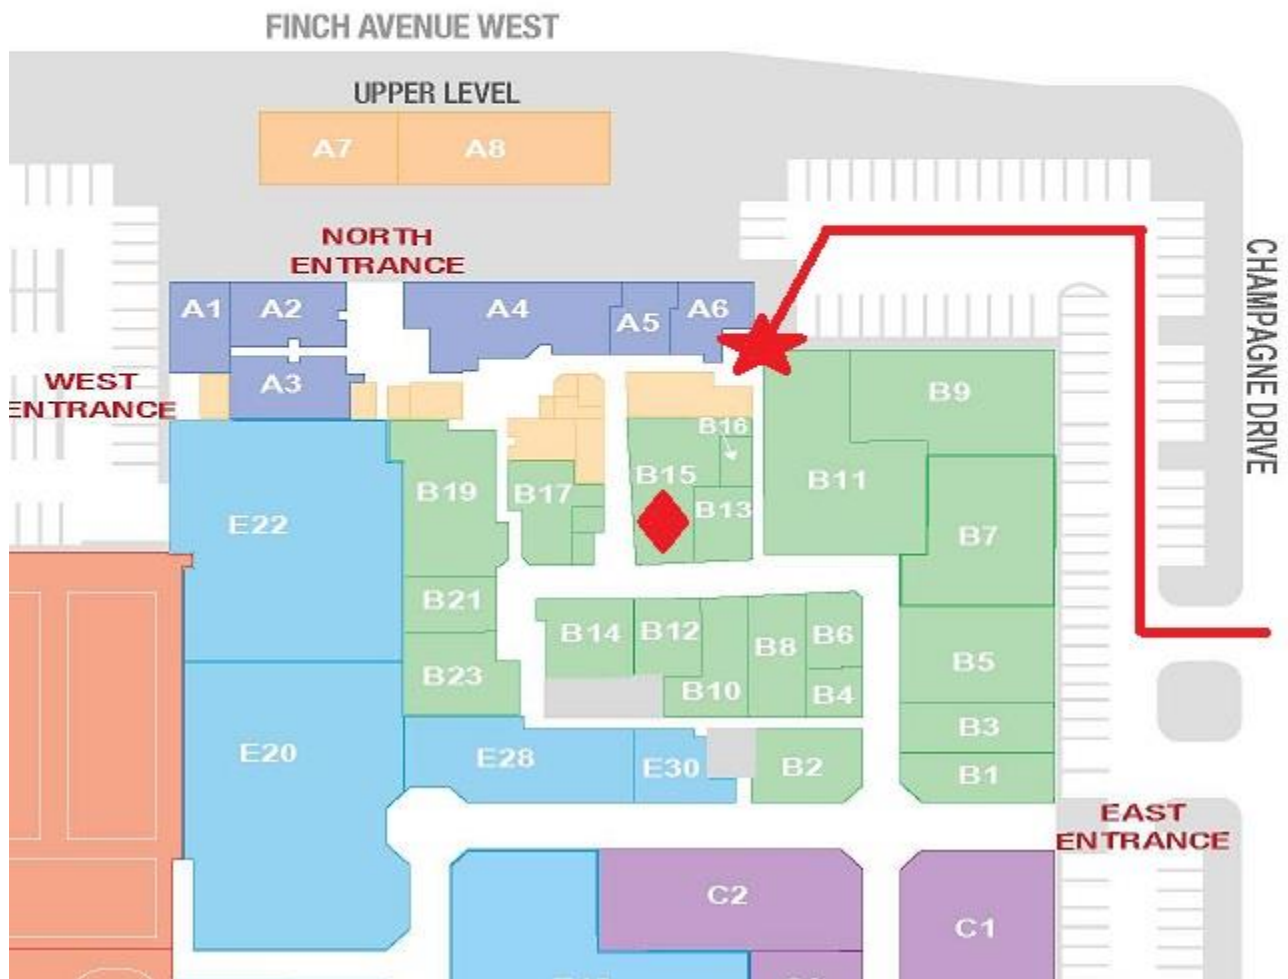 FINCH AVENUE WEST
UPPER LEVEL
A7
A8
NORTH
ENTRANCE
A1
A2
A4
A5
A6
A3
WEST
ENTRANCE
CHAMPAGNE DRIVE
B9
B16
B15
B11
B19
B17
B13
E22
B7
B21
B14
B12
B8
B6
B5
B23
B10
B4
B3
E20
E28
E30
B2
B1
EAST
ENTRANCE
C2
C1